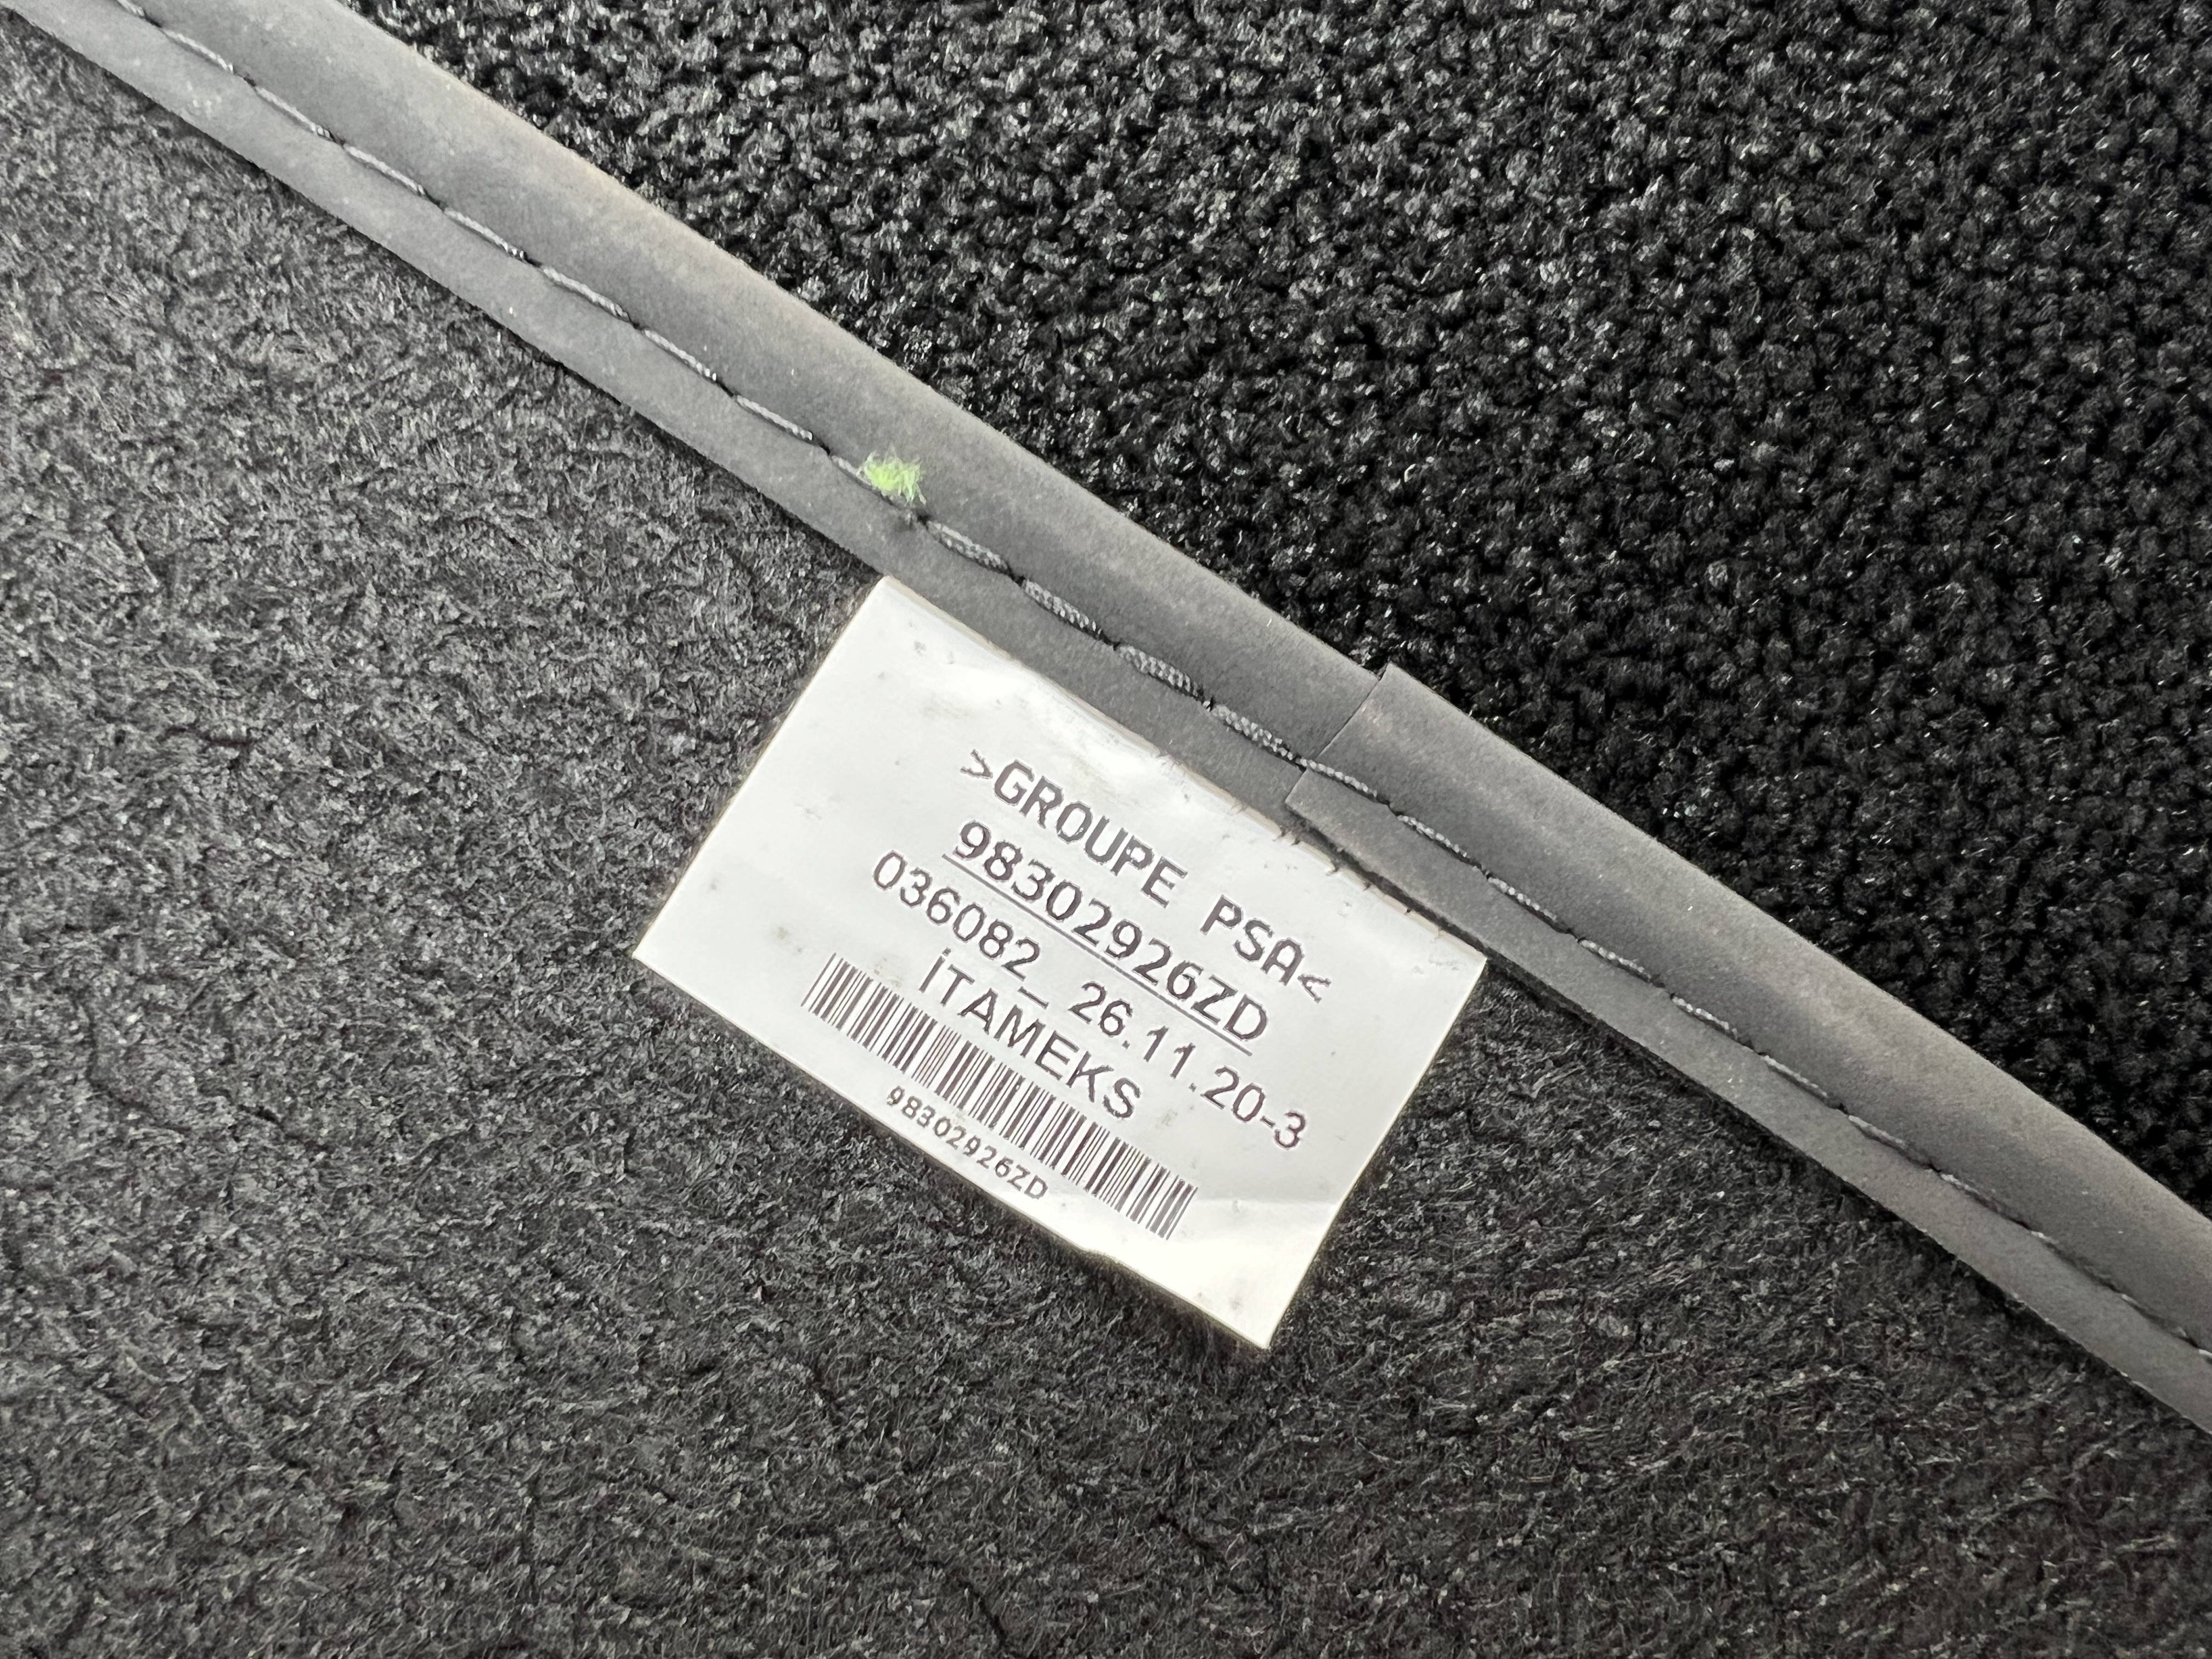 >GROUPE PSA<
98302926ZD
036082_ 26.11.20-3
İTAMEKS
98302926ZD